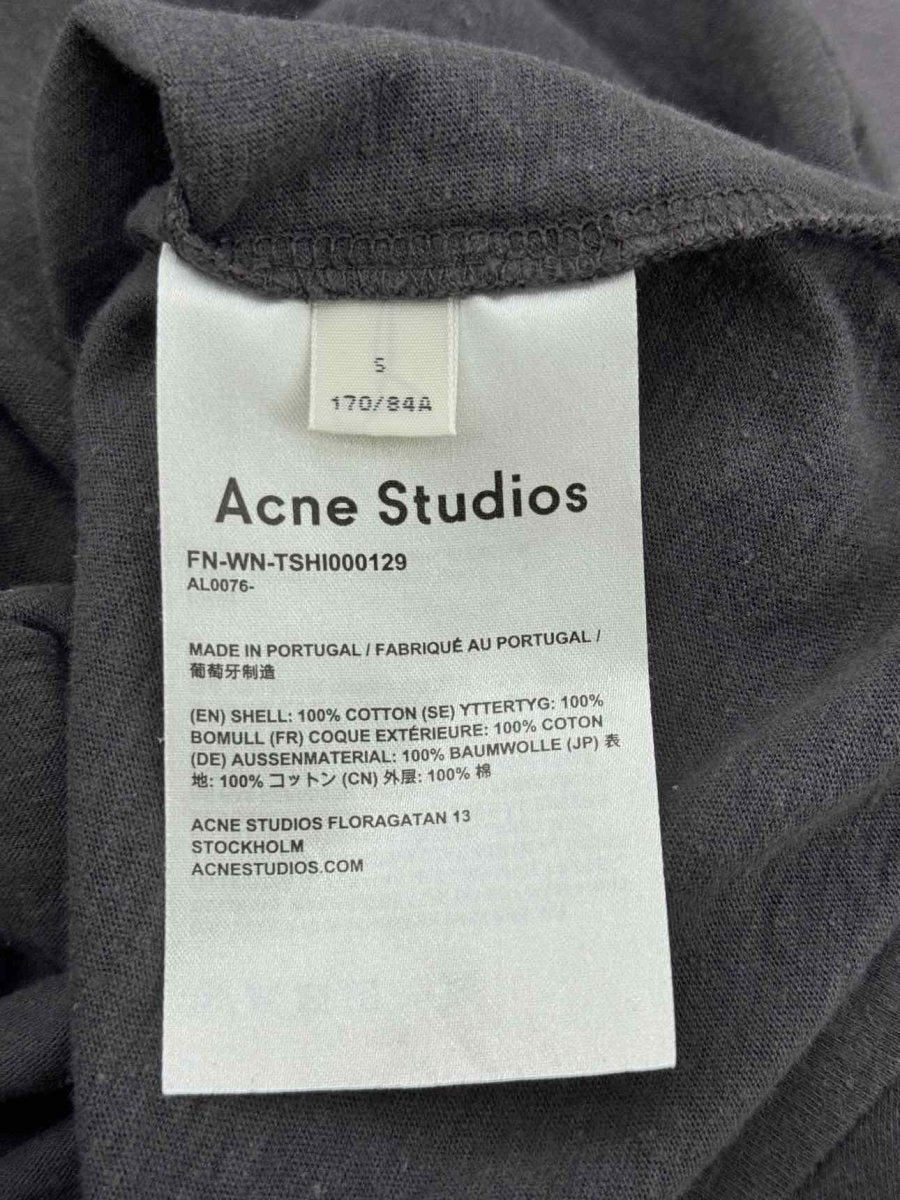 S
170/84A
Acne Studios
FN-WN-TSHI000129
AL0076-
MADE IN PORTUGAL / FABRIQUÉ AU PORTUGAL /
葡萄牙制造
(EN) SHELL: 100% COTTON (SE) YTTERTYG: 100%
BOMULL (FR) COQUE EXTÉRIEURE: 100% COTON
(DE) AUSSENMATERIAL: 100% BAUMWOLLE (JP) 表
地: 100% コットン (CN) 外层: 100% 棉
ACNE STUDIOS FLORAGATAN 13
STOCKHOLM
ACNESTUDIOS.COM